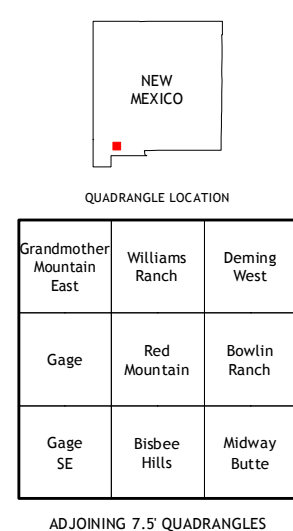 NEW
MEXICO
QUADRANGLE LOCATION
Grandmother
Mountain
East
Williams
Ranch
Deming
West
Gage
Red
Mountain
Bowlin
Ranch
Gage
SE
Bisbee
Hills
Midway
Butte
ADJOINING 7.5' QUADRANGLES